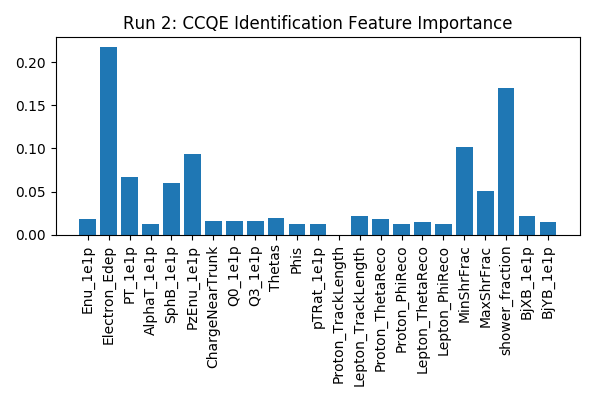 Run 2: CCQE Identification Feature Importance
0.20
0.15
0.10
0.05
0.00
Enu_1e1p
Electron_Edep
PT_1e1p
AlphaT_1e1p
SphB_1e1p
PzEnu_1e1p
ChargeNearTrunk
Q0_1e1p
Q3_1e1p
Thetas
Phis
pTRat_1e1p
Proton_TrackLength
Lepton_TrackLength
Proton_ThetaReco
Proton_PhiReco
Lepton_ThetaReco
Lepton_PhiReco
MinShrFrac
MaxShrFrac
shower_fraction
BjXB_1e1p
BjYB_1e1p